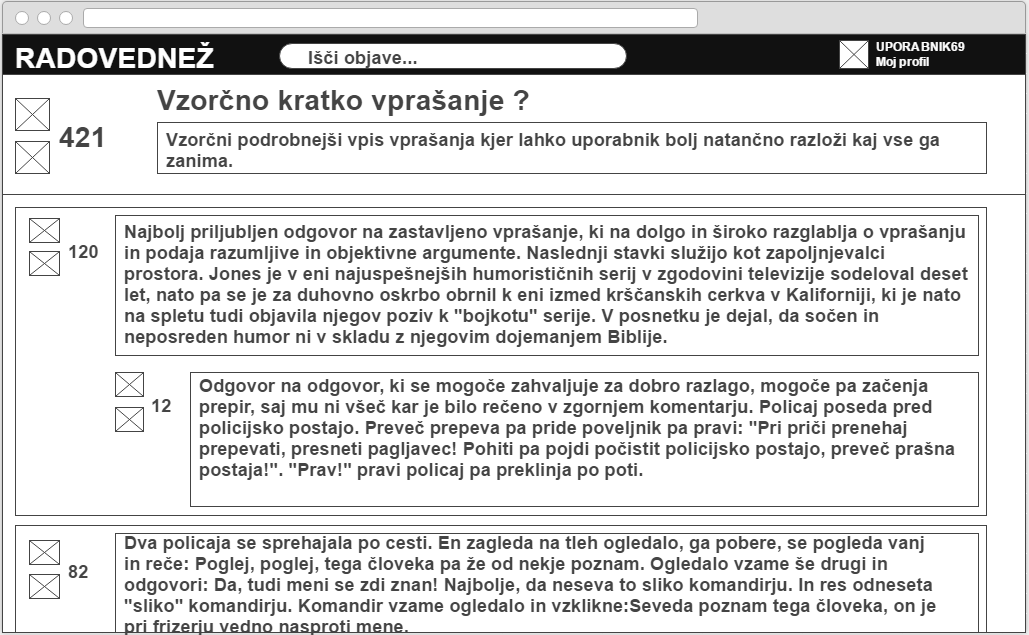 RADOVEDNEŽ
Išči objave...
UPORABNIK69
Moj profil
Vzorčno kratko vprašanje ?
421
Vzorčni podrobnejši vpis vprašanja kjer lahko uporabnik bolj natančno razloži kaj vse ga
zanima.
120
Najbolj priljubljen odgovor na zastavljeno vprašanje, ki na dolgo in široko razglablja o vprašanju
in podaja razumljive in objektivne argumente. Naslednji stavki služijo kot zapoljnjevalci
prostora. Jones je v eni najuspešnejših humorističnih serij v zgodovini televizije sodeloval deset
let, nato pa se je za duhovno oskrbo obrnil k eni izmed krščanskih cerkva v Kaliforniji, ki je nato
na spletu tudi objavila njegov poziv k "bojkotu" serije. V posnetku je dejal, da sočen in
neposreden humor ni v skladu z njegovim dojemanjem Biblije.
12
Odgovor na odgovor, ki se mogoče zahvaljuje za dobro razlago, mogoče pa začenja
prepir, saj mu ni všeč kar je bilo rečeno v zgornjem komentarju. Policaj poseda pred
policijsko postajo. Preveč prepeva pa pride poveljnik pa pravi: "Pri priči prenehaj
prepevati, presneti pagljavec! Pohiti pa pojdi počistit policijsko postajo, preveč prašna
postaja!". "Prav!" pravi policaj pa preklinja po poti.
82
Dva policaja se sprehajala po cesti. En zagleda na tleh ogledalo, ga pobere, se pogleda vanj
in reče: Poglej, poglej, tega človeka pa že od nekje poznam. Ogledalo vzame še drugi in
odgovori: Da, tudi meni se zdi znan! Najbolje, da neseva to sliko komandirju. In res odneseta
"sliko" komandirju. Komandir vzame ogledalo in vzklikne:Seveda poznam tega človeka, on je
pri frizerju vedno nasproti mene.